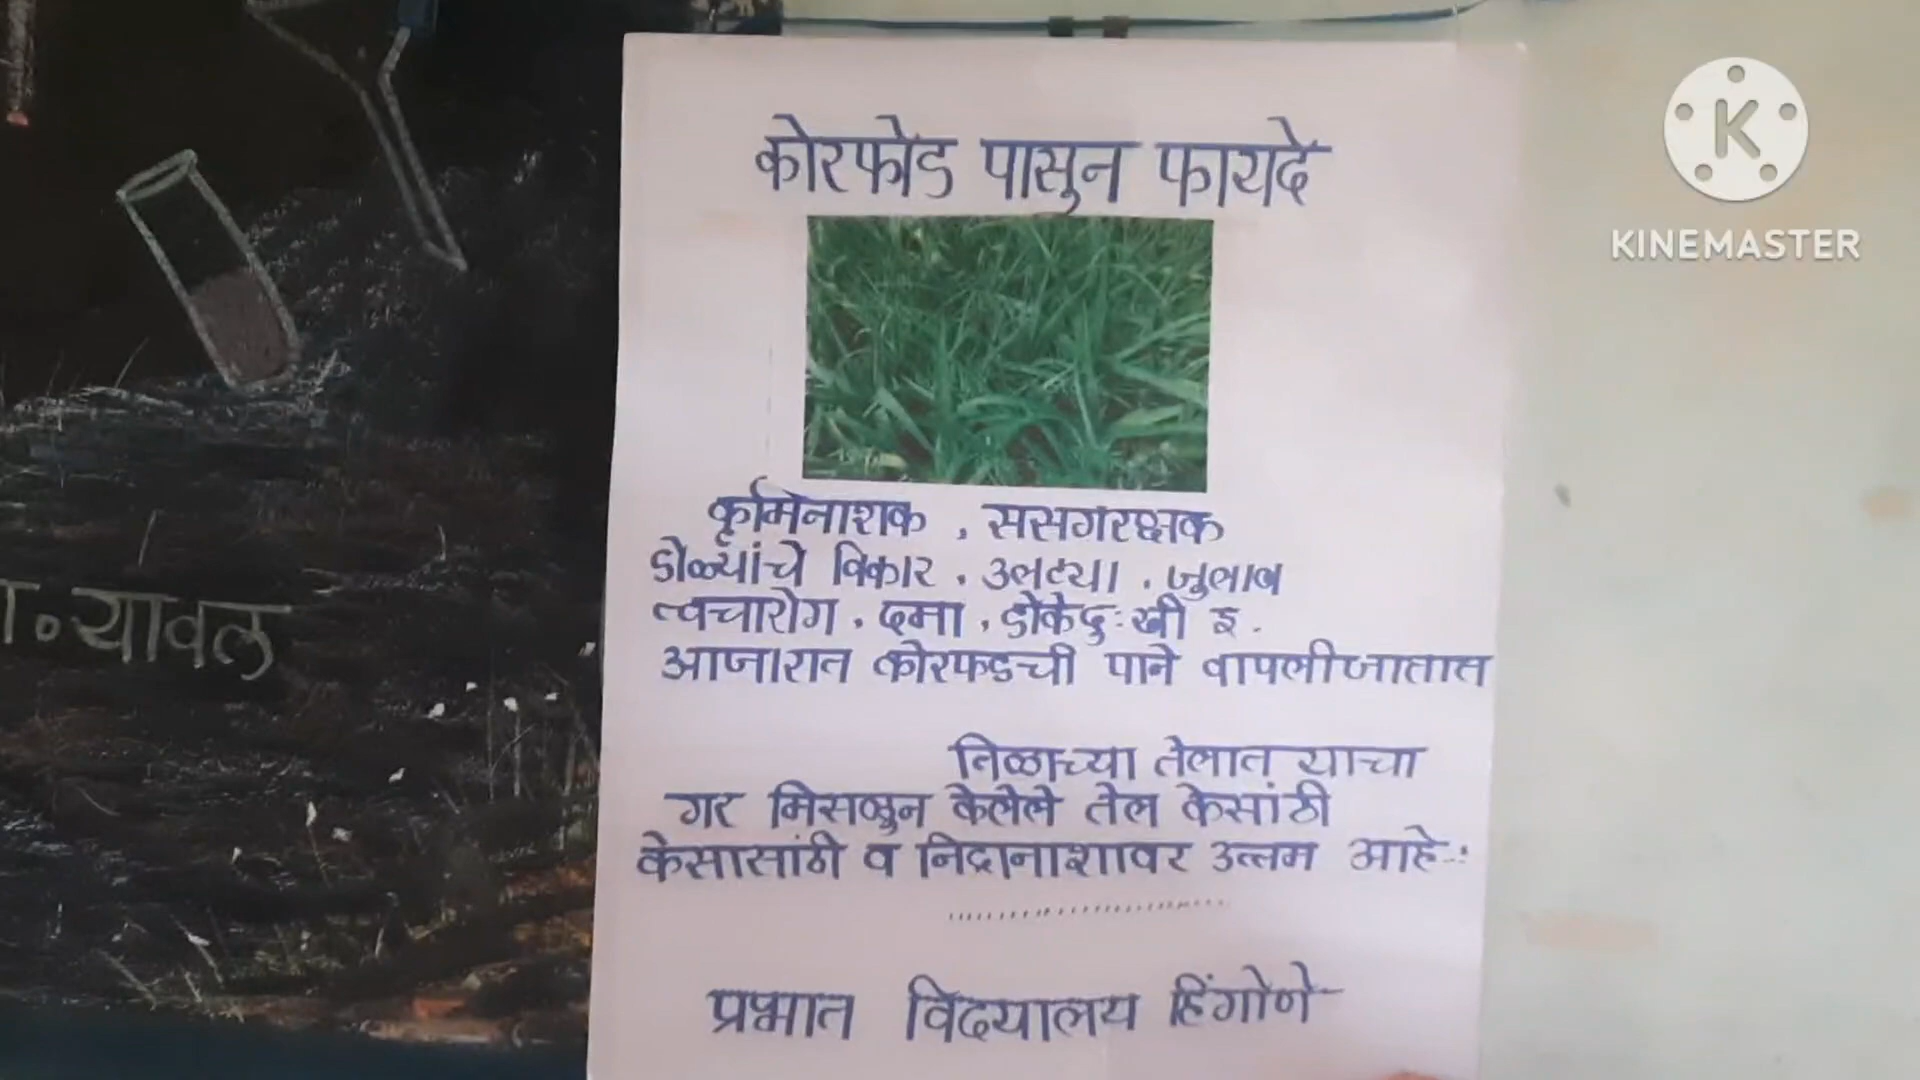 कोरफोड पासुन फायदे
कृमिनाशक , ससगरक्षक
डोळ्यांचे विकार . उलट्या . जुलाब
त्वचारोग . दमा , डोकेदुःखी इ .
आजारात कोरफडची पाने वापलीजातात
तिळाच्या तेलात याचा
गर मिसळुन केलेले तेल केसांठी
केसासांठी व निद्रानाशावर उत्तम आहे..
प्रभात विदयालय हिंगोणे
यावल
K
KINEMASTER